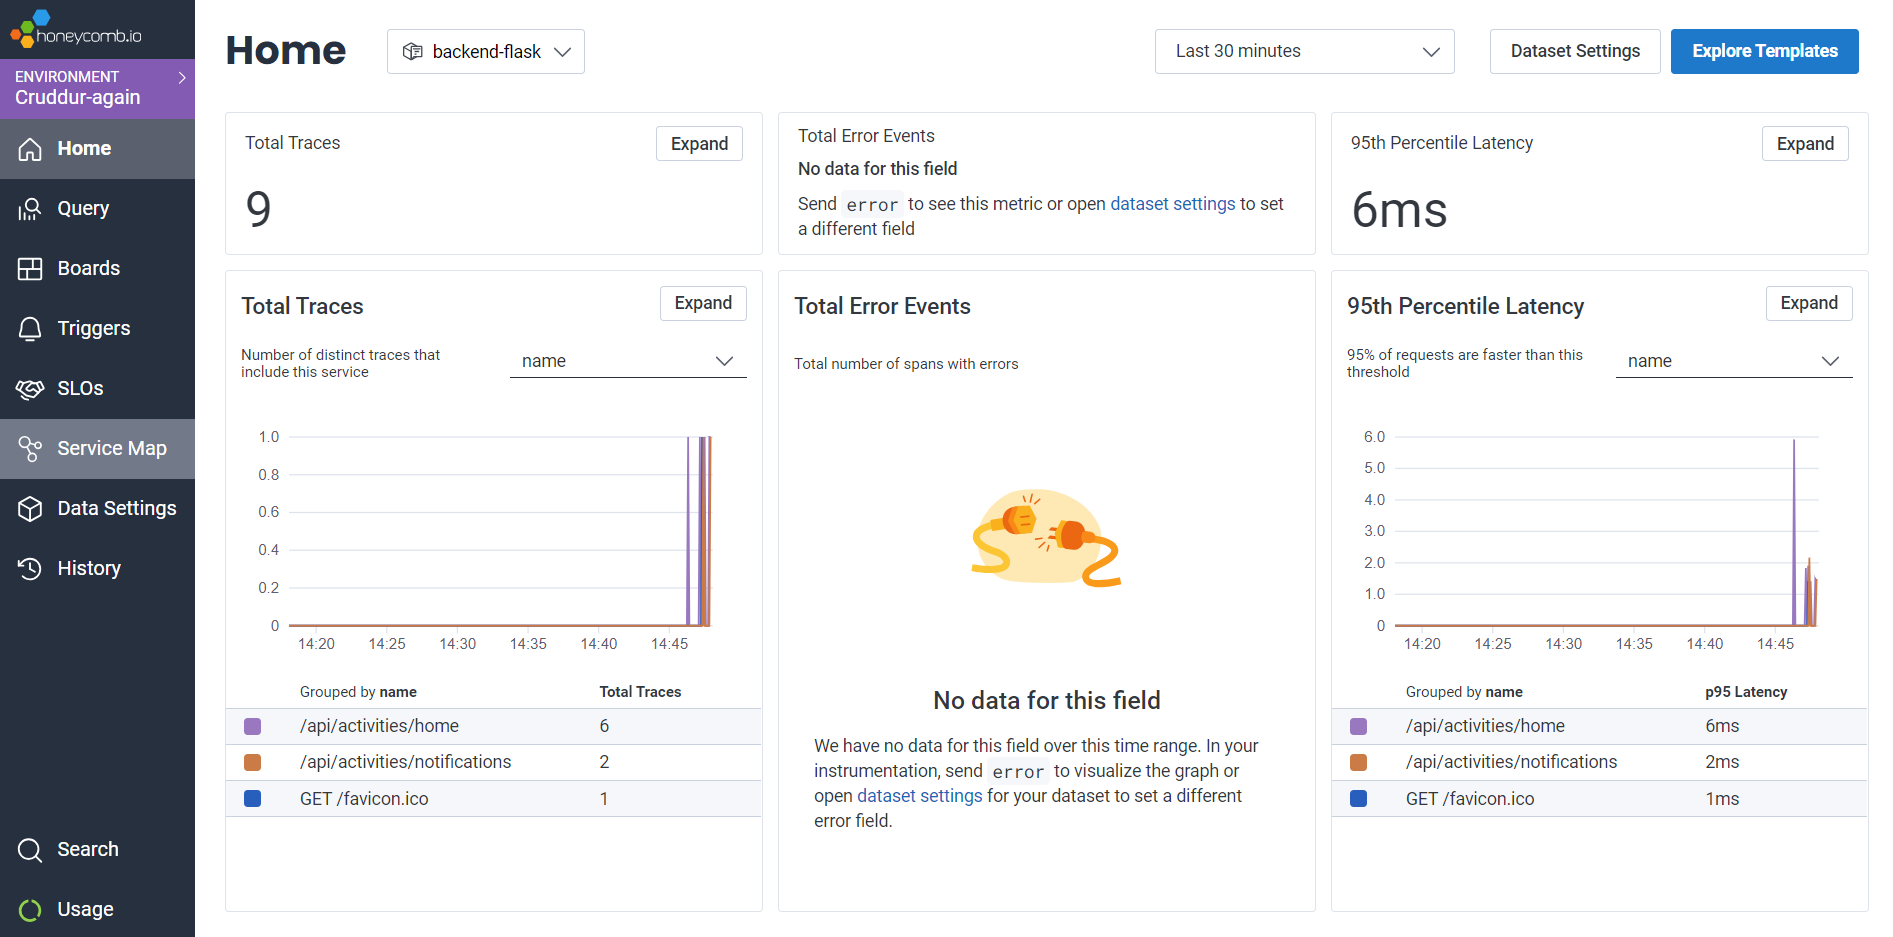 honeycomb.io
ENVIRONMENT
Cruddur-again
Home
Query
Boards
Triggers
SLOs
Service Map
Data Settings
History
Search
Usage
Home
backend-flask
Last 30 minutes
Dataset Settings
Explore Templates
Total Traces
Expand
9
Total Error Events
No data for this field
Send error to see this metric or open dataset settings to set
a different field
95th Percentile Latency
Expand
6ms
Total Traces
Expand
Number of distinct traces that
include this service
name
1.0
0.8
0.6
0.4
0.2
0
14:20 14:25 14:30 14:35 14:40 14:45
Grouped by name Total Traces
/api/activities/home 6
/api/activities/notifications 2
GET /favicon.ico 1
Total Error Events
Total number of spans with errors
No data for this field
We have no data for this field over this time range. In your
instrumentation, send error to visualize the graph or
open dataset settings for your dataset to set a different
error field.
95th Percentile Latency
Expand
95% of requests are faster than this
threshold
name
6.0
5.0
4.0
3.0
2.0
1.0
0
14:20 14:25 14:30 14:35 14:40 14:45
Grouped by name p95 Latency
/api/activities/home 6ms
/api/activities/notifications 2ms
GET /favicon.ico 1ms